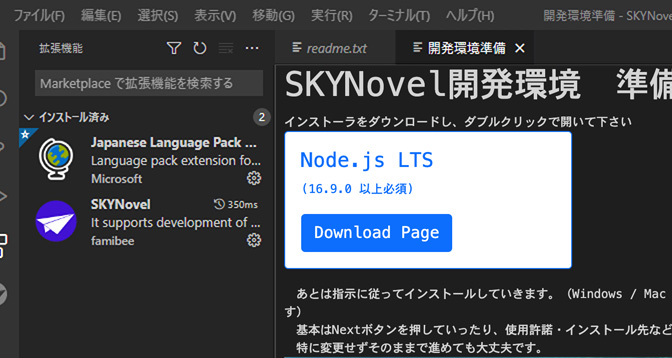 ファイル(F) 編集(E) 選択(S) 表示(V) 移動(G) 実行(R) ターミナル(T) ヘルプ(H) 開発環境準備 - SKYNove
拡張機能
readme.txt
開発環境準備
Marketplace で拡張機能を検索する
インストール済み 2
Japanese Language Pack ...
Language pack extension fo...
Microsoft
SKYNovel 350ms
It supports development of ...
famibee
SKYNovel開発環境 準備
インストーラをダウンロードし、ダブルクリックで開いて下さい
Node.js LTS
(16.9.0 以上必須)
Download Page
あとは指示に従ってインストールしていきます。（Windows / Mac
す）
基本はNextボタンを押していったり、使用許諾・インストール先など
特に変更せずそのままで進めても大丈夫です。